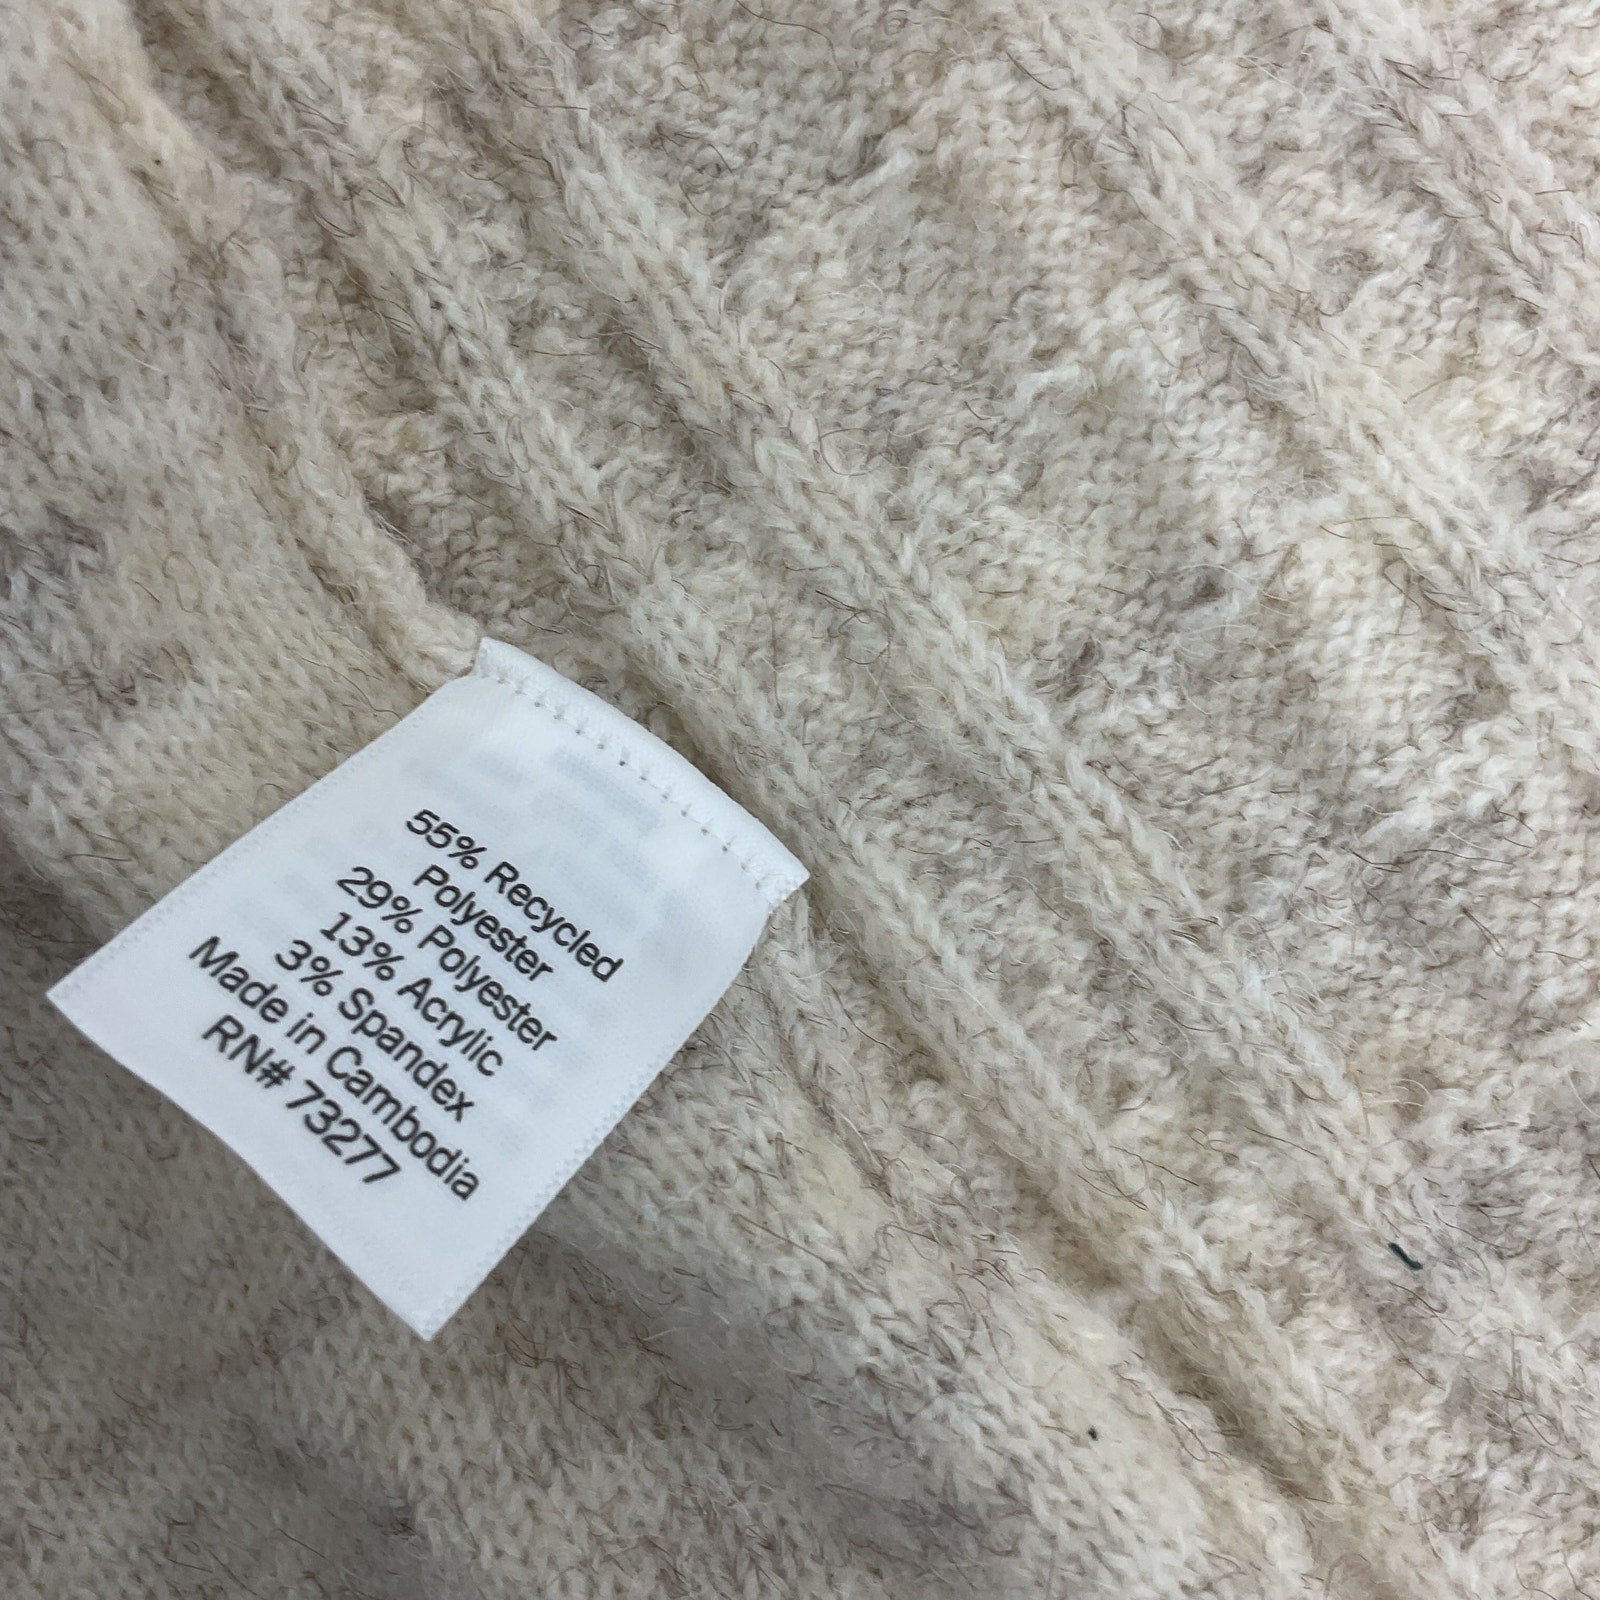 55% Recycled
Polyester
29% Polyester
13% Acrylic
3% Spandex
Made in Cambodia
RN# 73277